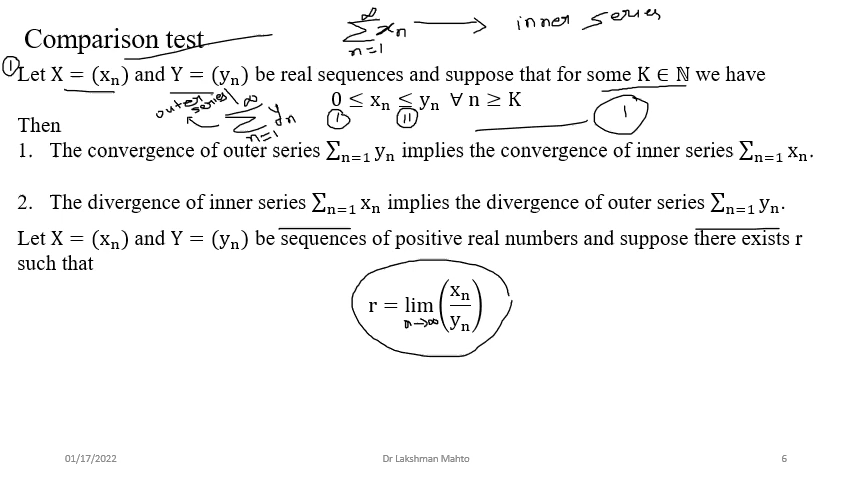 Comparison test
∞
∑ xₙ → inner series
n=1
① Let X = (xₙ) and Y = (yₙ) be real sequences and suppose that for some K ∈ ℕ we have
0 ≤ xₙ ≤ yₙ ∀ n ≥ K
outer series
∞
∑ yₙ
n=1
① ⑪
1
Then
1. The convergence of outer series ∑ₙ₌₁ yₙ implies the convergence of inner series ∑ₙ₌₁ xₙ.
2. The divergence of inner series ∑ₙ₌₁ xₙ implies the divergence of outer series ∑ₙ₌₁ yₙ.
Let X = (xₙ) and Y = (yₙ) be sequences of positive real numbers and suppose there exists r
such that
r = lim (xₙ/yₙ)
n→∞
01/17/2022 Dr Lakshman Mahto 6